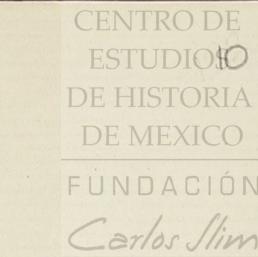 CENTRO DE
ESTUDIOS
DE HISTORIA
DE MEXICO
FUNDACIÓN
Carlos Slim